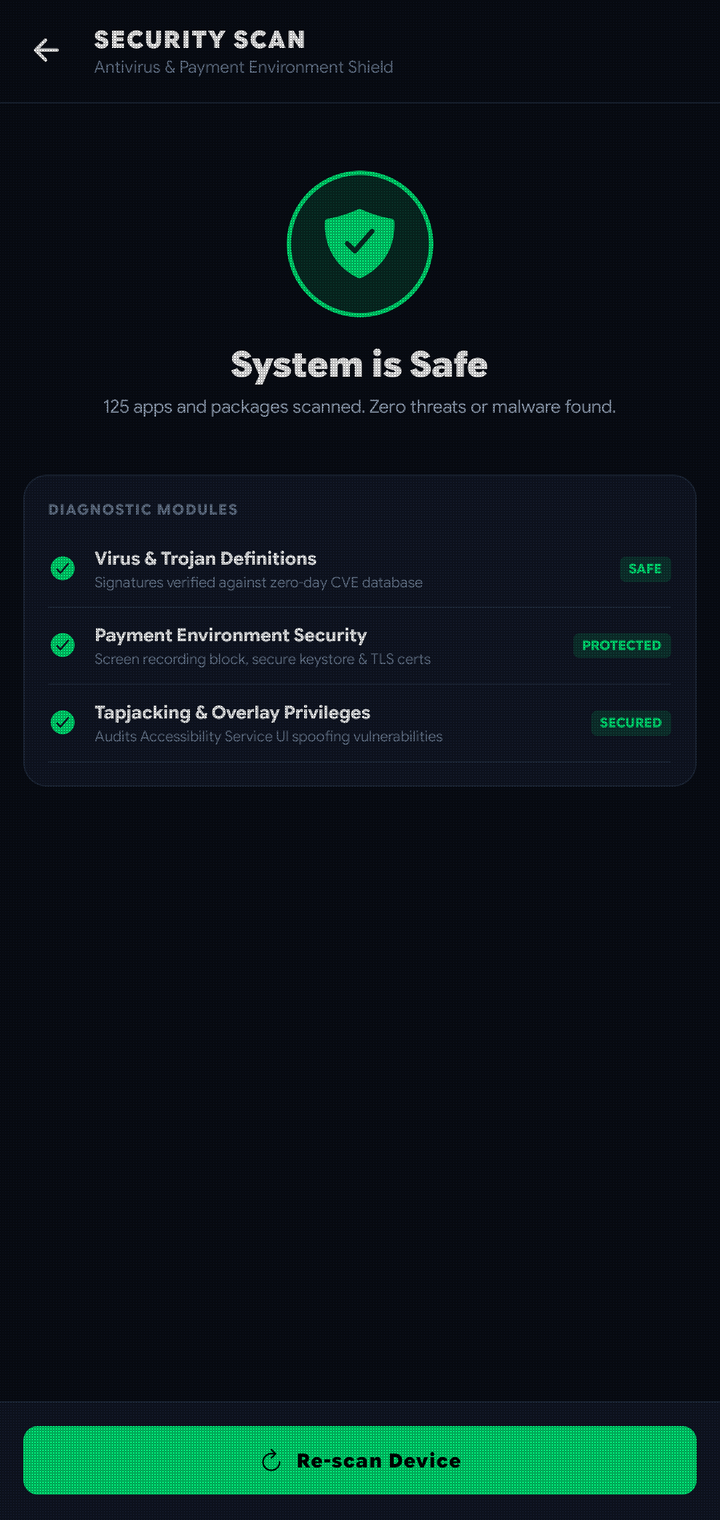 SECURITY SCAN
Antivirus & Payment Environment Shield
System is Safe
125 apps and packages scanned. Zero threats or malware found.
DIAGNOSTIC MODULES
Virus & Trojan Definitions
Signatures verified against zero-day CVE database
SAFE
Payment Environment Security
Screen recording block, secure keystore & TLS certs
PROTECTED
Tapjacking & Overlay Privileges
Audits Accessibility Service UI spoofing vulnerabilities
SECURED
Re-scan Device